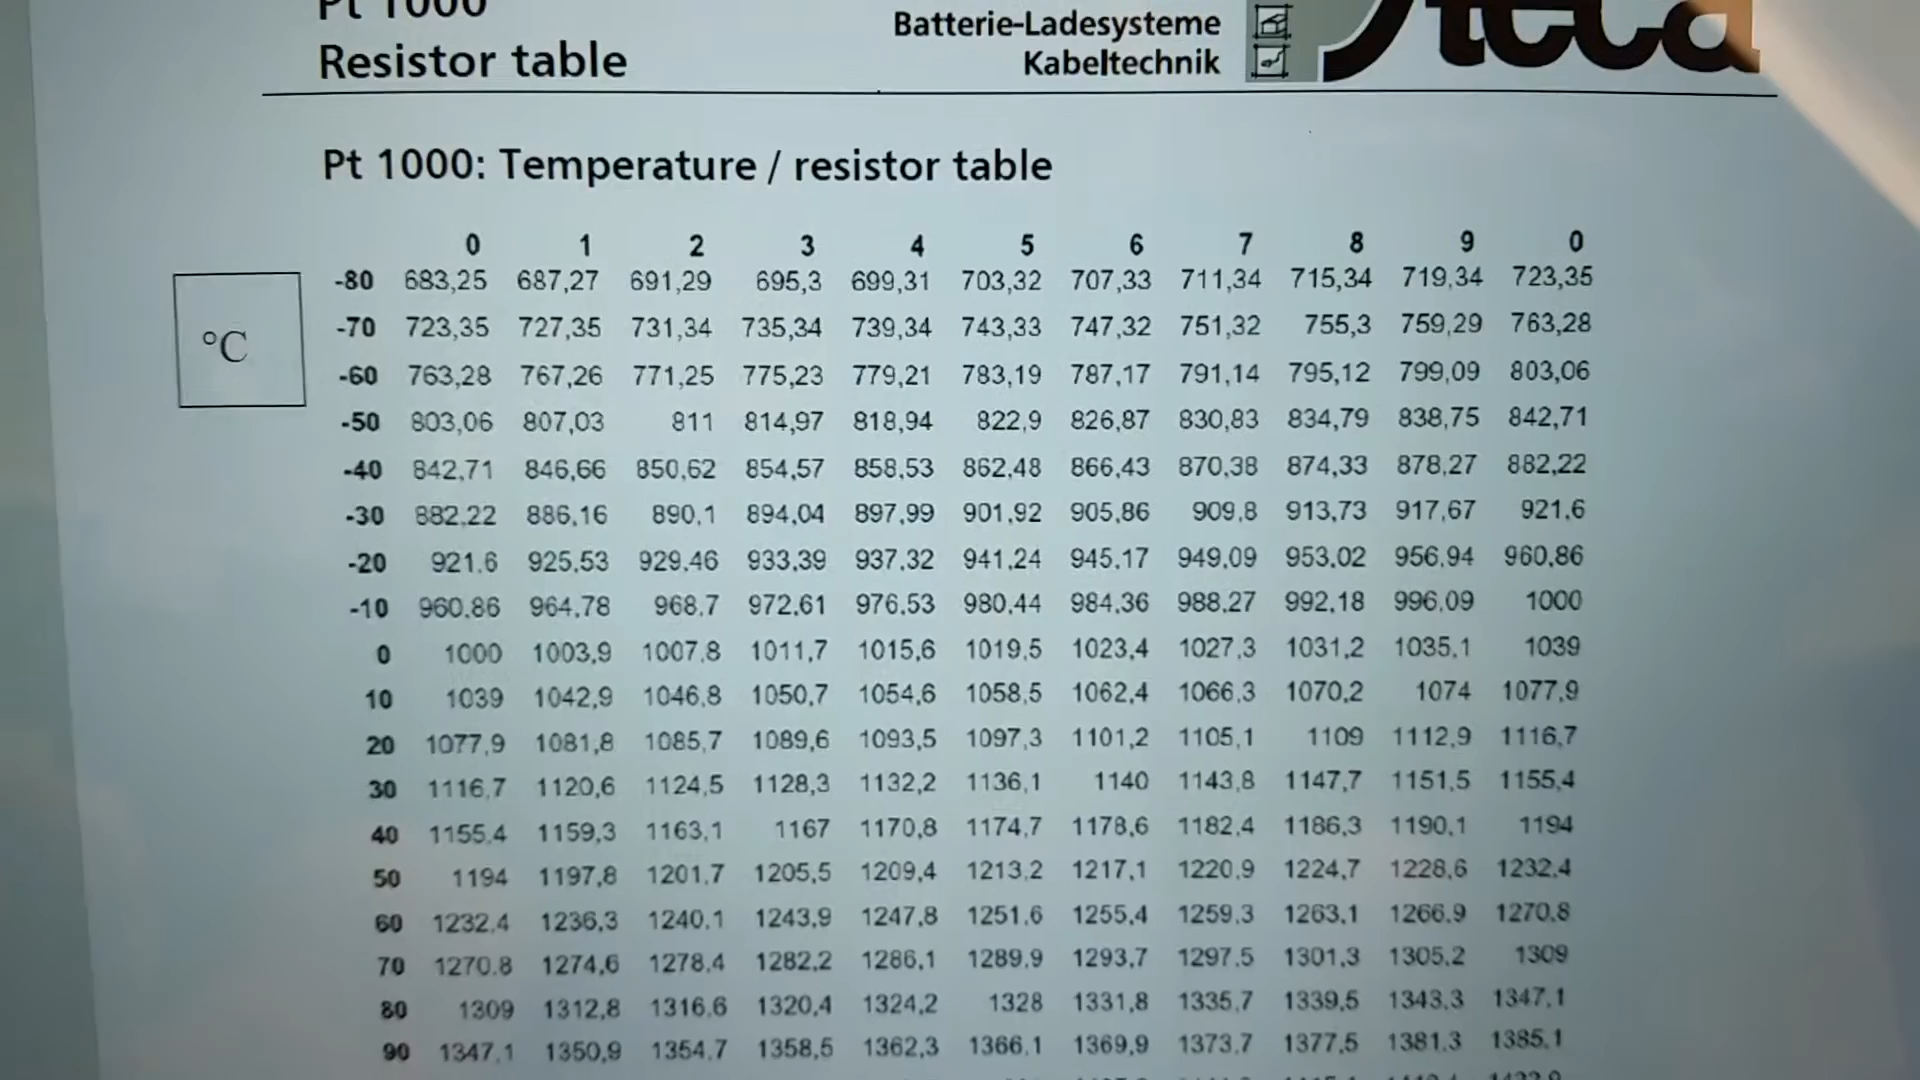 Pt 1000
Resistor table
Batterie-Ladesysteme
Kabeltechnik
Steca
Pt 1000: Temperature / resistor table
0 1 2 3 4 5 6 7 8 9 0
°C
-80 683,25 687,27 691,29 695,3 699,31 703,32 707,33 711,34 715,34 719,34 723,35
-70 723,35 727,35 731,34 735,34 739,34 743,33 747,32 751,32 755,3 759,29 763,28
-60 763,28 767,26 771,25 775,23 779,21 783,19 787,17 791,14 795,12 799,09 803,06
-50 803,06 807,03 811 814,97 818,94 822,9 826,87 830,83 834,79 838,75 842,71
-40 842,71 846,66 850,62 854,57 858,53 862,48 866,43 870,38 874,33 878,27 882,22
-30 882,22 886,16 890,1 894,04 897,99 901,92 905,86 909,8 913,73 917,67 921,6
-20 921,6 925,53 929,46 933,39 937,32 941,24 945,17 949,09 953,02 956,94 960,86
-10 960,86 964,78 968,7 972,61 976,53 980,44 984,36 988,27 992,18 996,09 1000
0 1000 1003,9 1007,8 1011,7 1015,6 1019,5 1023,4 1027,3 1031,2 1035,1 1039
10 1039 1042,9 1046,8 1050,7 1054,6 1058,5 1062,4 1066,3 1070,2 1074 1077,9
20 1077,9 1081,8 1085,7 1089,6 1093,5 1097,3 1101,2 1105,1 1109 1112,9 1116,7
30 1116,7 1120,6 1124,5 1128,3 1132,2 1136,1 1140 1143,8 1147,7 1151,5 1155,4
40 1155,4 1159,3 1163,1 1167 1170,8 1174,7 1178,6 1182,4 1186,3 1190,1 1194
50 1194 1197,8 1201,7 1205,5 1209,4 1213,2 1217,1 1220,9 1224,7 1228,6 1232,4
60 1232,4 1236,3 1240,1 1243,9 1247,8 1251,6 1255,4 1259,3 1263,1 1266,9 1270,8
70 1270,8 1274,6 1278,4 1282,2 1286,1 1289,9 1293,7 1297,5 1301,3 1305,2 1309
80 1309 1312,8 1316,6 1320,4 1324,2 1328 1331,8 1335,7 1339,5 1343,3 1347,1
90 1347,1 1350,9 1354,7 1358,5 1362,3 1366,1 1369,9 1373,7 1377,5 1381,3 1385,1